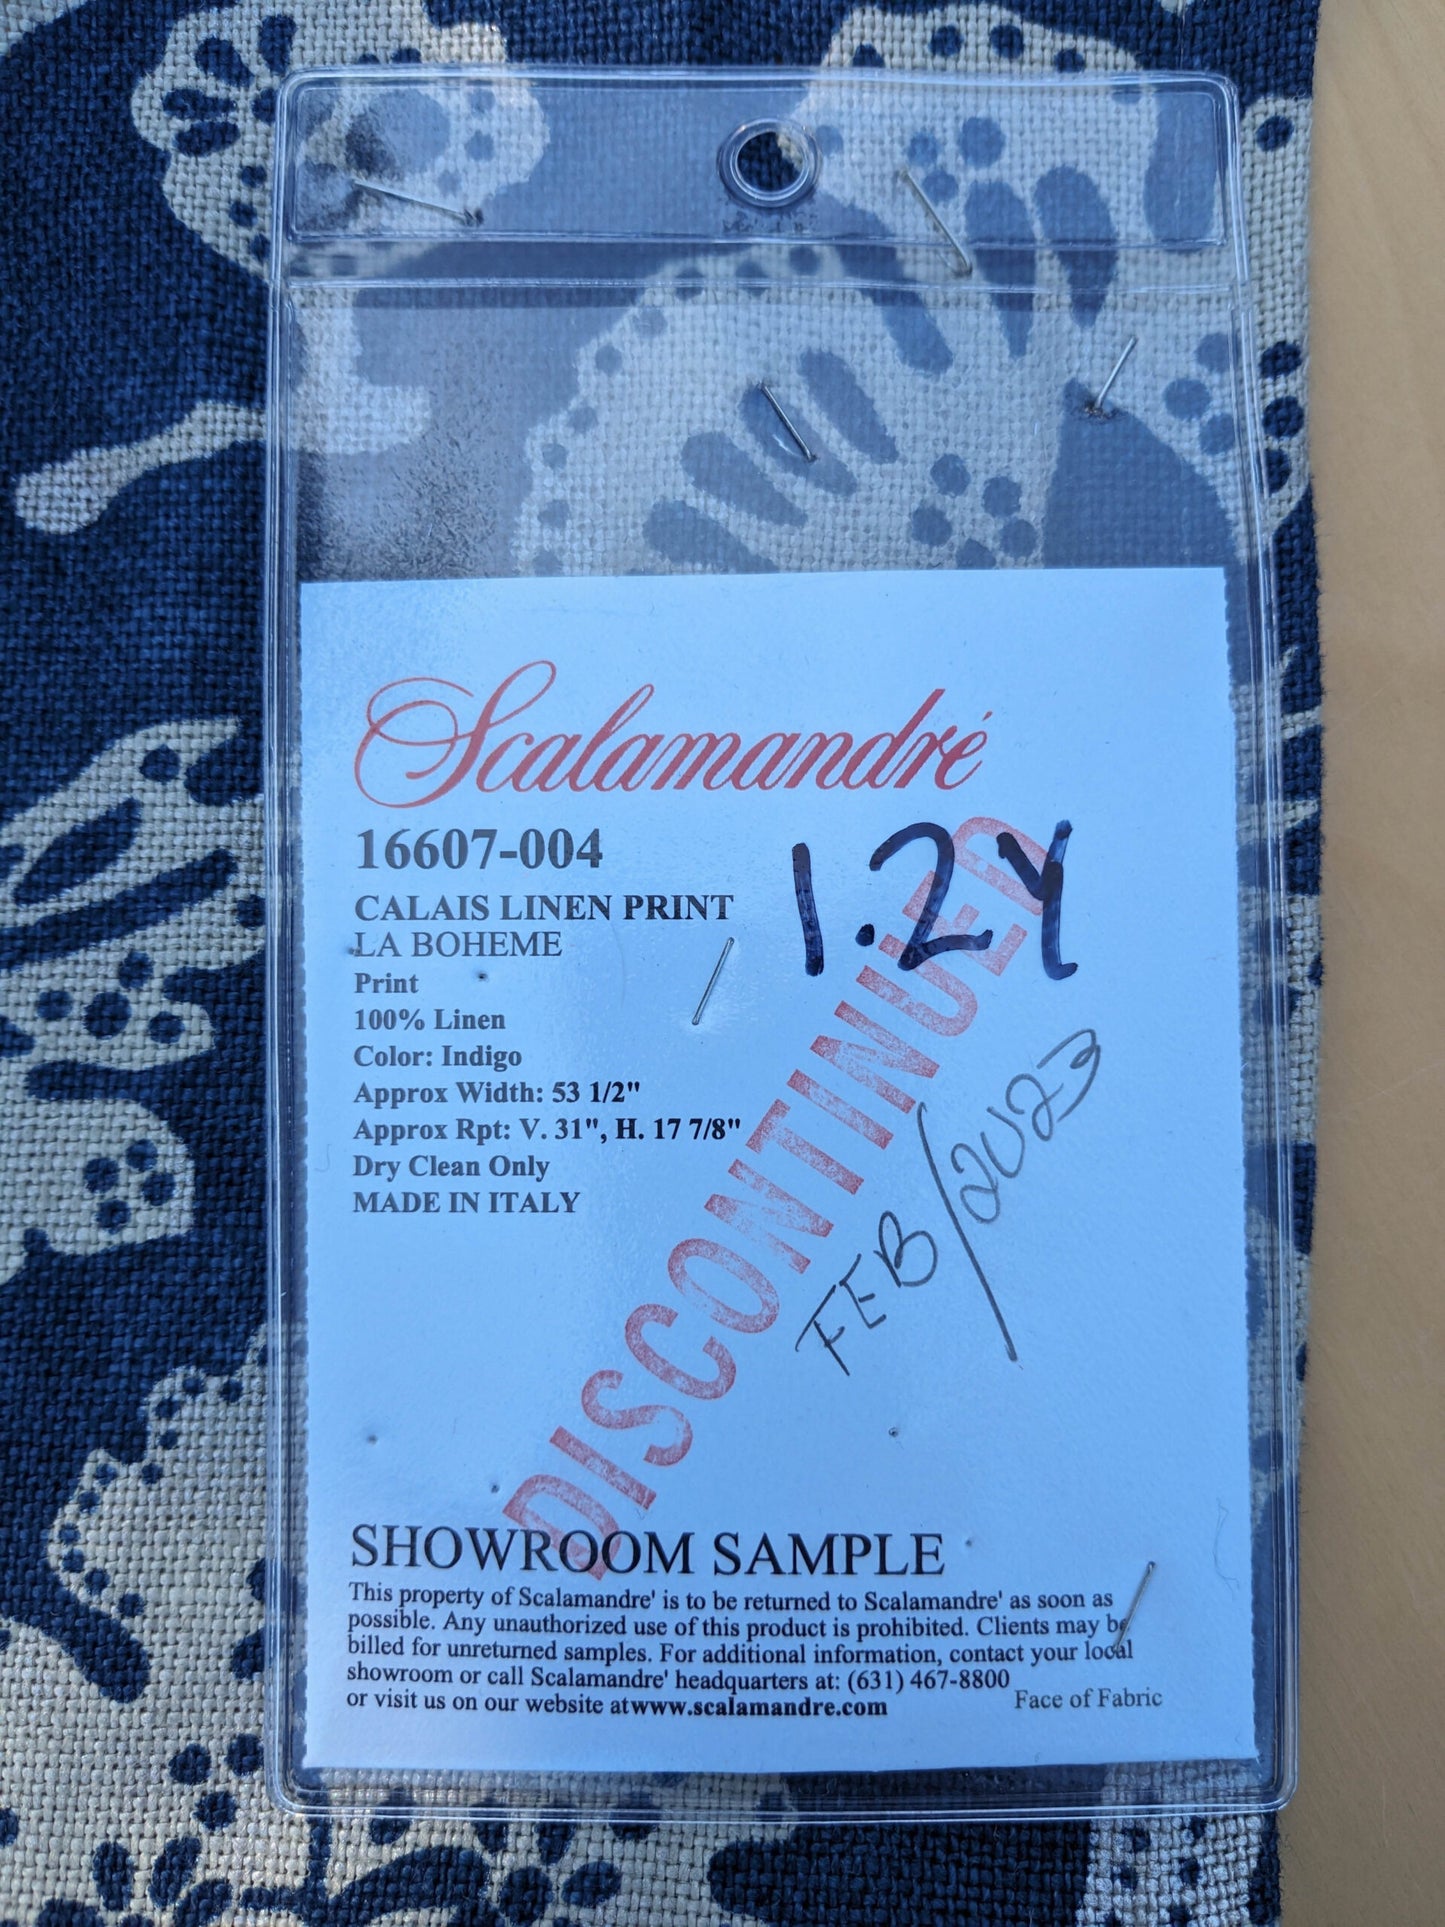 Scalamandré
16607-004
1.24
CALAIS LINEN PRINT
LA BOHEME
Print
100% Linen
Color: Indigo
Approx Width: 53 1/2"
Approx Rpt: V. 31", H. 17 7/8"
Dry Clean Only
MADE IN ITALY
DISCONTINUED
FEB/2023
SHOWROOM SAMPLE
This property of Scalamandre' is to be returned to Scalamandre' as soon as
possible. Any unauthorized use of this product is prohibited. Clients may be
billed for unreturned samples. For additional information, contact your local
showroom or call Scalamandre' headquarters at: (631) 467-8800
or visit us on our website atwww.scalamandre.com
Face of Fabric